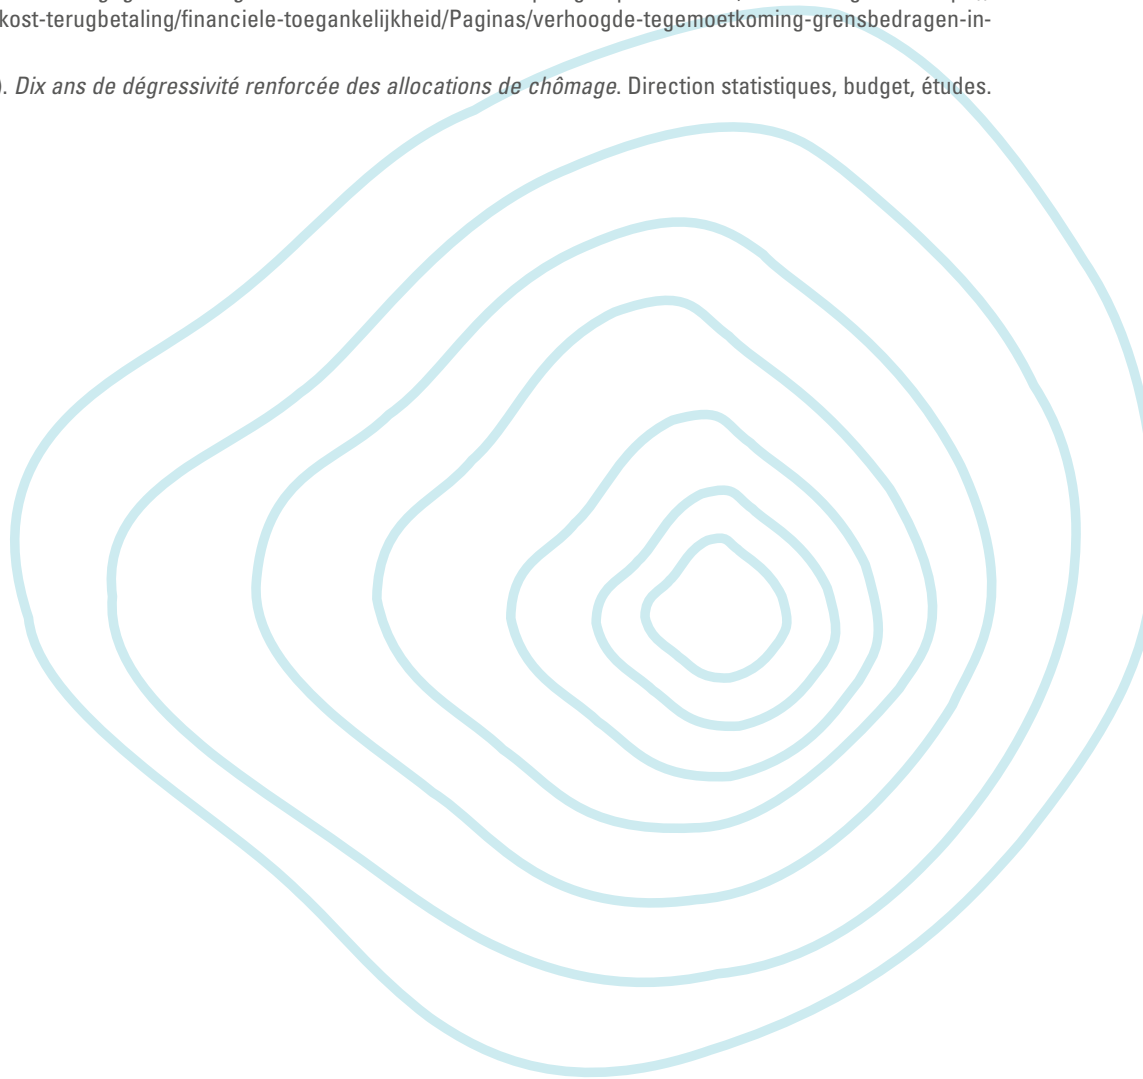 kost-terugbetaling/financiele-toegankelijkheid/Paginas/verhoogde-tegemoetkoming-grensbedragen-in-
). Dix ans de dégressivité renforcée des allocations de chômage. Direction statistiques, budget, études.